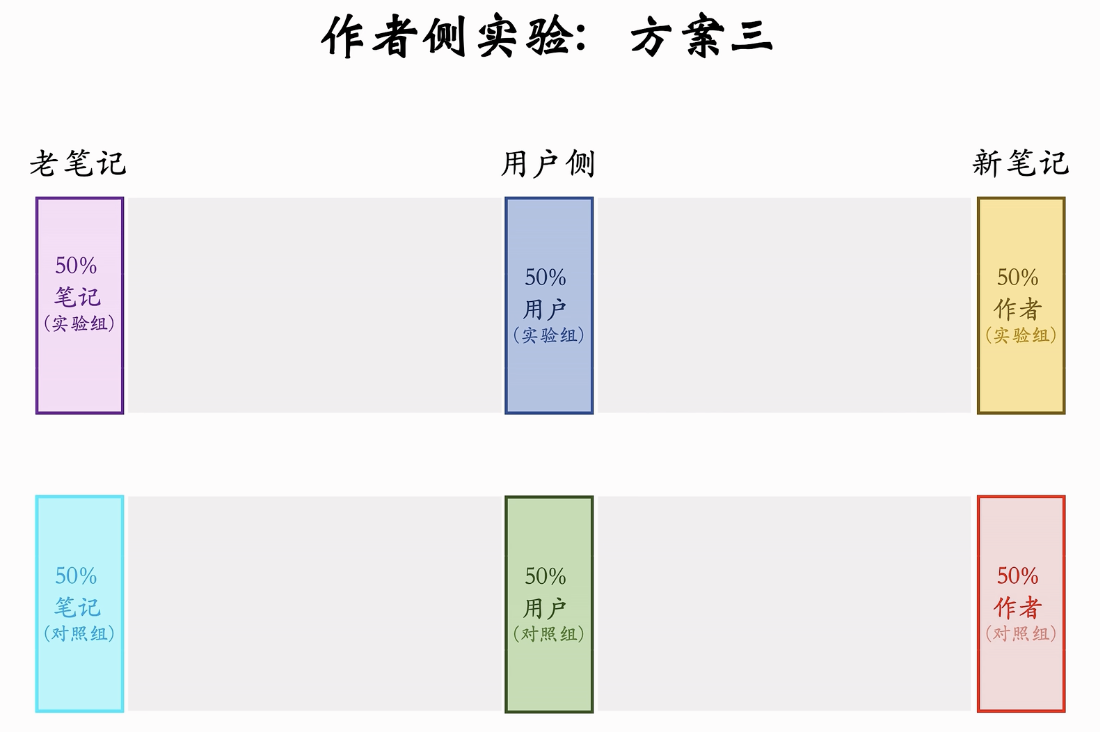 作者侧实验：方案三
老笔记
用户侧
新笔记
50%
笔记
(实验组)
50%
用户
(实验组)
50%
作者
(实验组)
50%
笔记
(对照组)
50%
用户
(对照组)
50%
作者
(对照组)